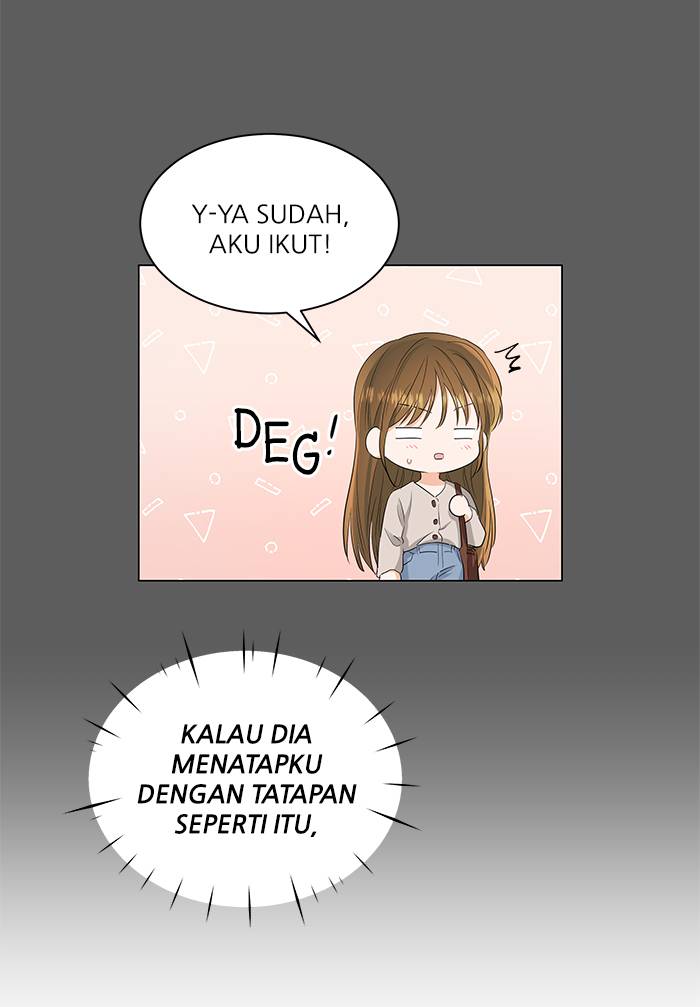 Y-YA SUDAH,
AKU IKUT!
DEG!
KALAU DIA
MENATAPKU
DENGAN TATAPAN
SEPERTI ITU,